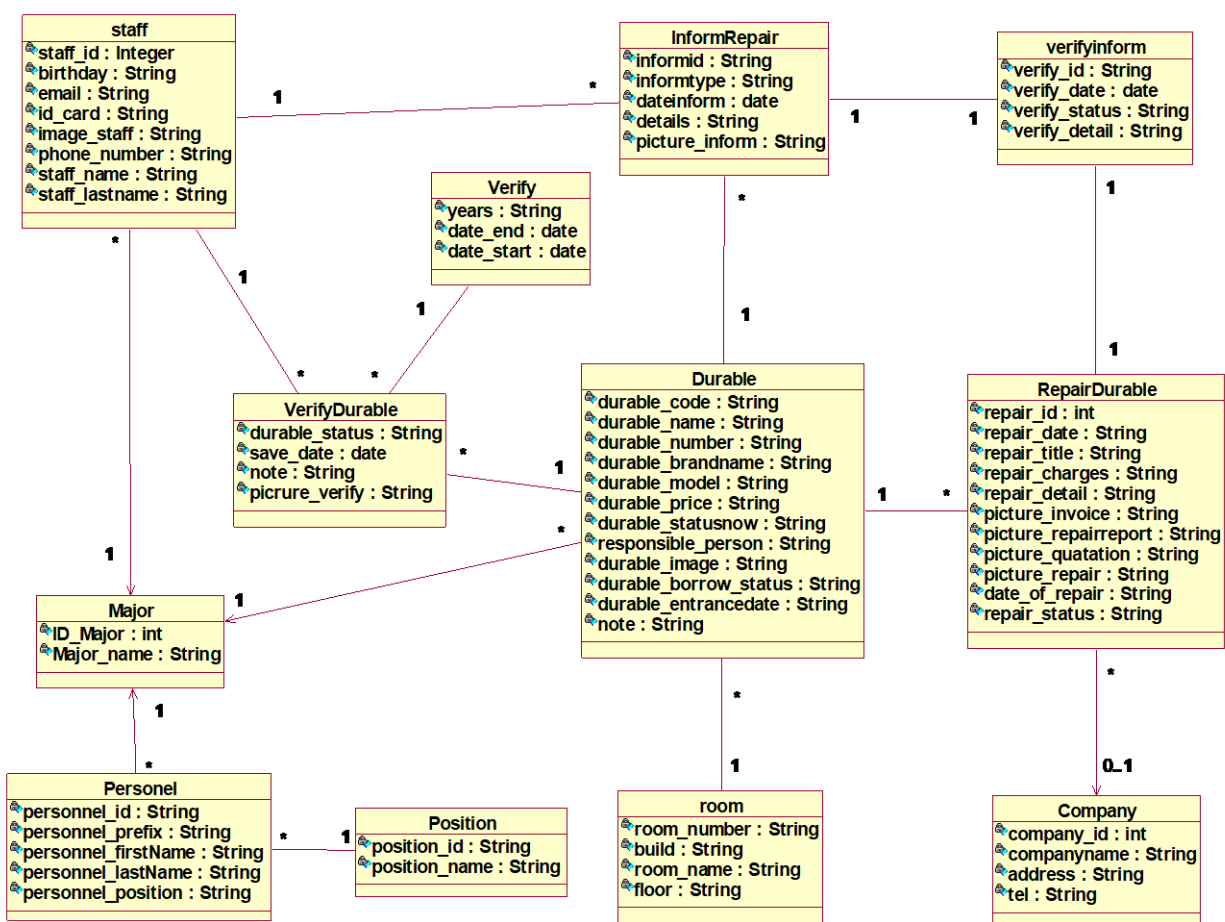 staff
staff_id : Integer
birthday : String
email : String
id_card : String
image_staff : String
phone_number : String
staff_name : String
staff_lastname : String
InformRepair
informid : String
informtype : String
dateinform : date
details : String
picture_inform : String
verifyinform
verify_id : String
verify_date : date
verify_status : String
verify_detail : String
1
*
1
1
Verify
years : String
date_end : date
date_start : date
*
1
1
*
1
1
*
*
1
1
VerifyDurable
durable_status : String
save_date : date
note : String
picrure_verify : String
*
1
Durable
durable_code : String
durable_name : String
durable_number : String
durable_brandname : String
durable_model : String
durable_price : String
durable_statusnow : String
responsible_person : String
durable_image : String
durable_borrow_status : String
durable_entrancedate : String
note : String
1
*
RepairDurable
repair_id : int
repair_date : String
repair_title : String
repair_charges : String
repair_detail : String
picture_invoice : String
picture_repairreport : String
picture_quatation : String
picture_repair : String
date_of_repair : String
repair_status : String
1
*
1
Major
ID_Major : int
Major_name : String
1
*
*
1
*
0..1
Personel
personnel_id : String
personnel_prefix : String
personnel_firstName : String
personnel_lastName : String
personnel_position : String
*
1
Position
position_id : String
position_name : String
room
room_number : String
build : String
room_name : String
floor : String
Company
company_id : int
companyname : String
address : String
tel : String